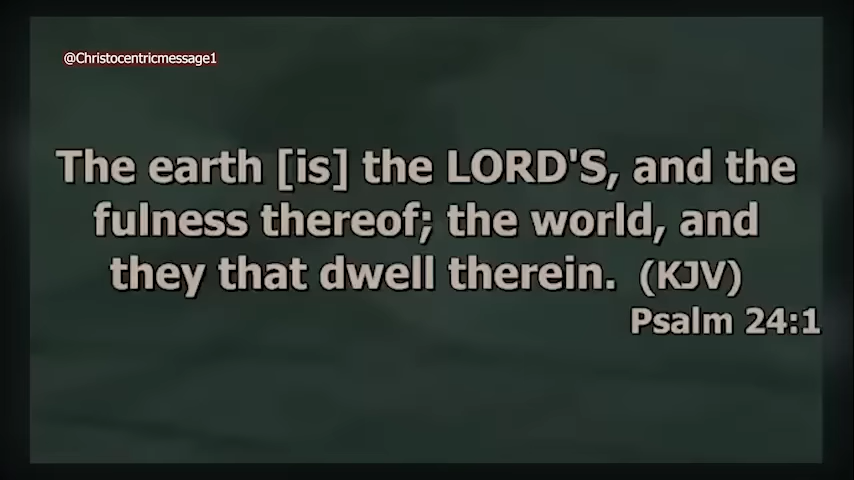 @Christocentricmessage1
The earth [is] the LORD'S, and the
fulness thereof; the world, and
they that dwell therein. (KJV)
Psalm 24:1